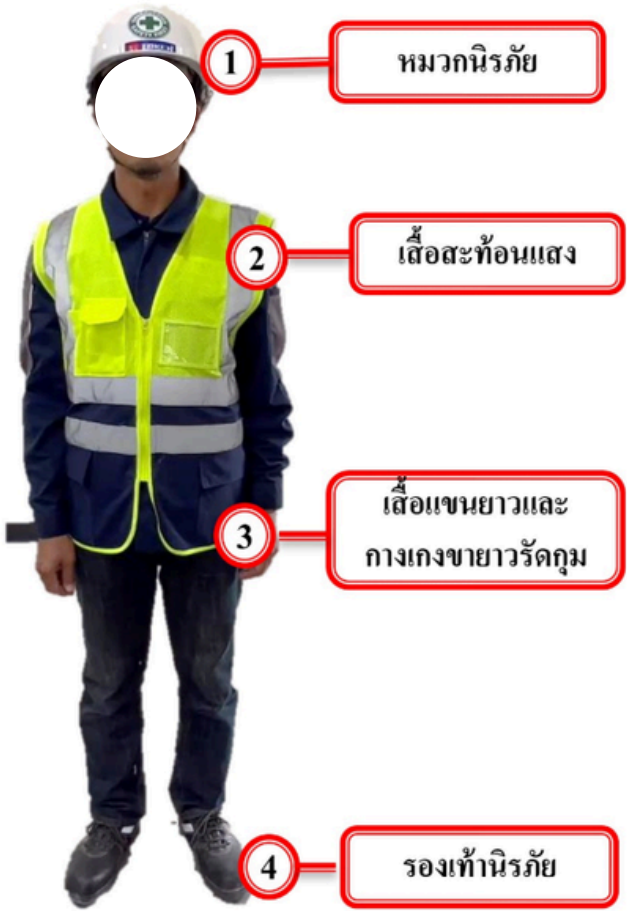 1
หมวกนิรภัย
2
เสื้อสะท้อนแสง
3
เสื้อแขนยาวและ
กางเกงขายาวรัดกุม
4
รองเท้านิรภัย